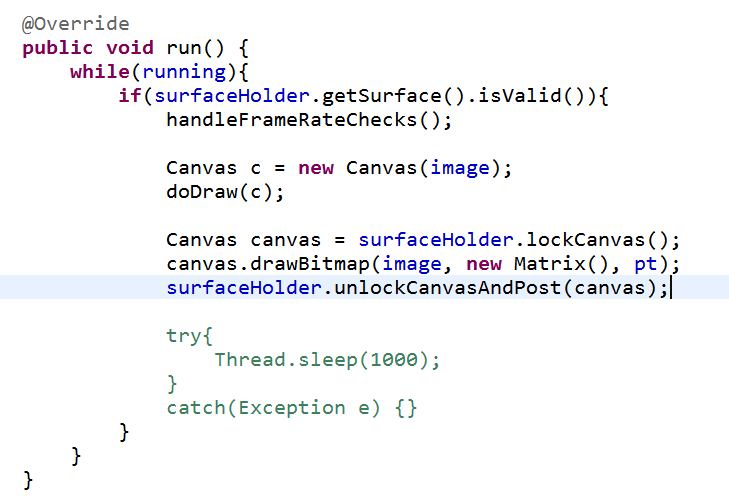 @Override
public void run() {
    while(running){
        if(surfaceHolder.getSurface().isValid()){
            handleFrameRateChecks();

            Canvas c = new Canvas(image);
            doDraw(c);

            Canvas canvas = surfaceHolder.lockCanvas();
            canvas.drawBitmap(image, new Matrix(), pt);
            surfaceHolder.unlockCanvasAndPost(canvas);

            try{
                Thread.sleep(1000);
            }
            catch(Exception e) {}
        }
    }
}